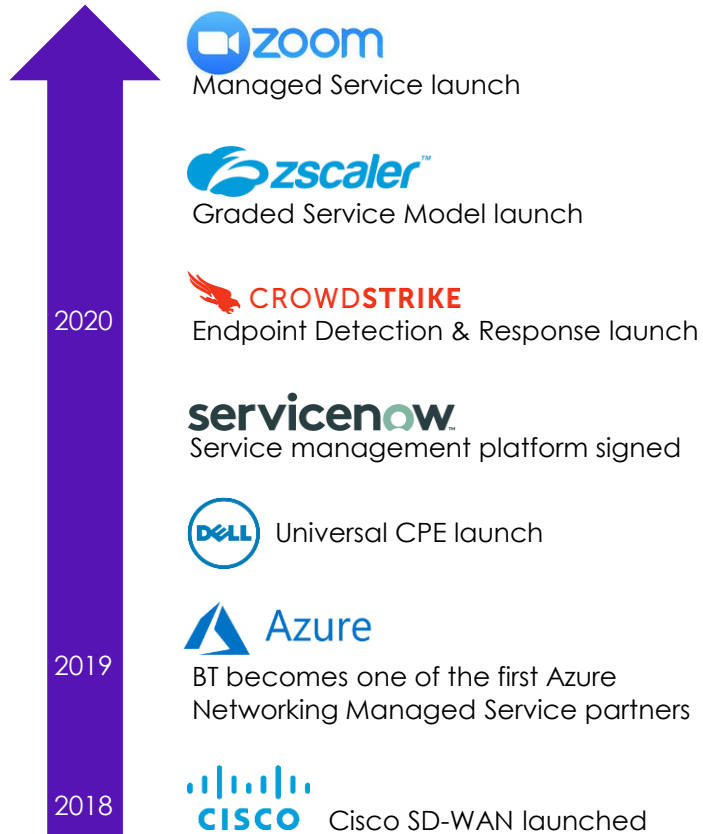 zoom
Managed Service launch
zscaler™
Graded Service Model launch
CROWDSTRIKE
2020
Endpoint Detection & Response launch
servicenow™
Service management platform signed
DELL Universal CPE launch
Azure
2019
BT becomes one of the first Azure
Networking Managed Service partners
2018
CISCO Cisco SD-WAN launched